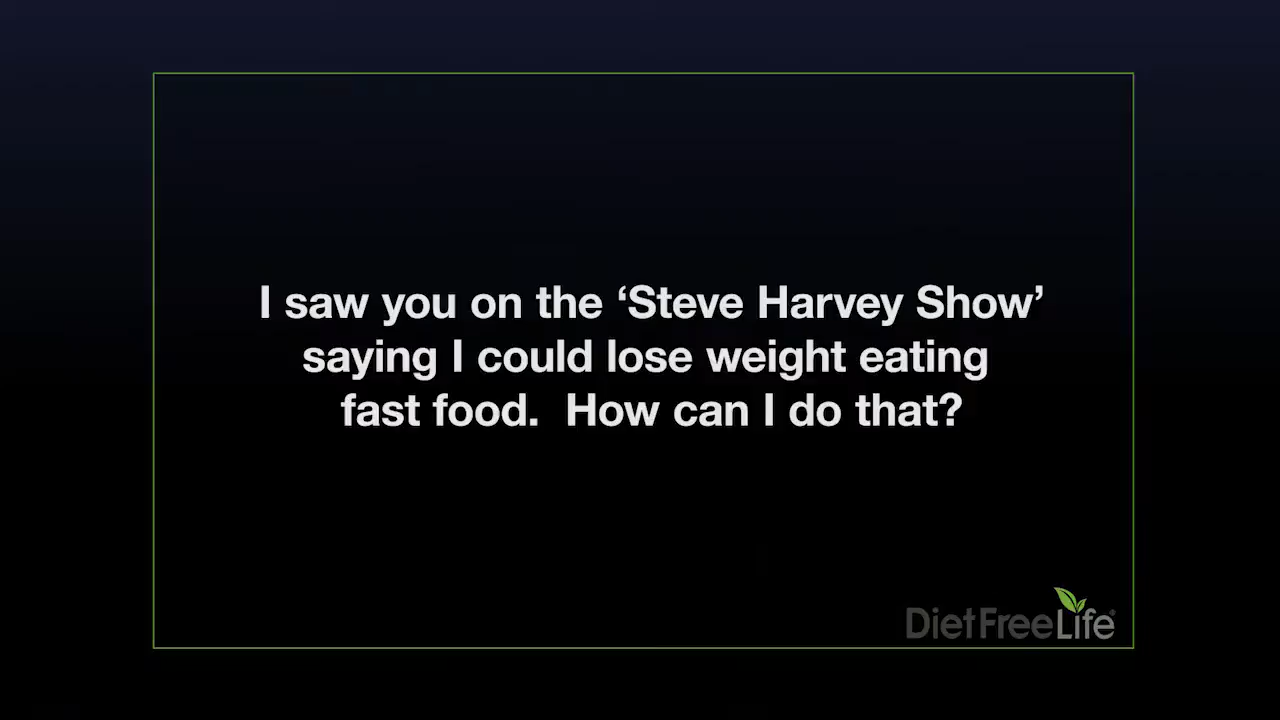 I saw you on the ‘Steve Harvey Show’
saying I could lose weight eating
fast food.  How can I do that?
DietFreeLife®